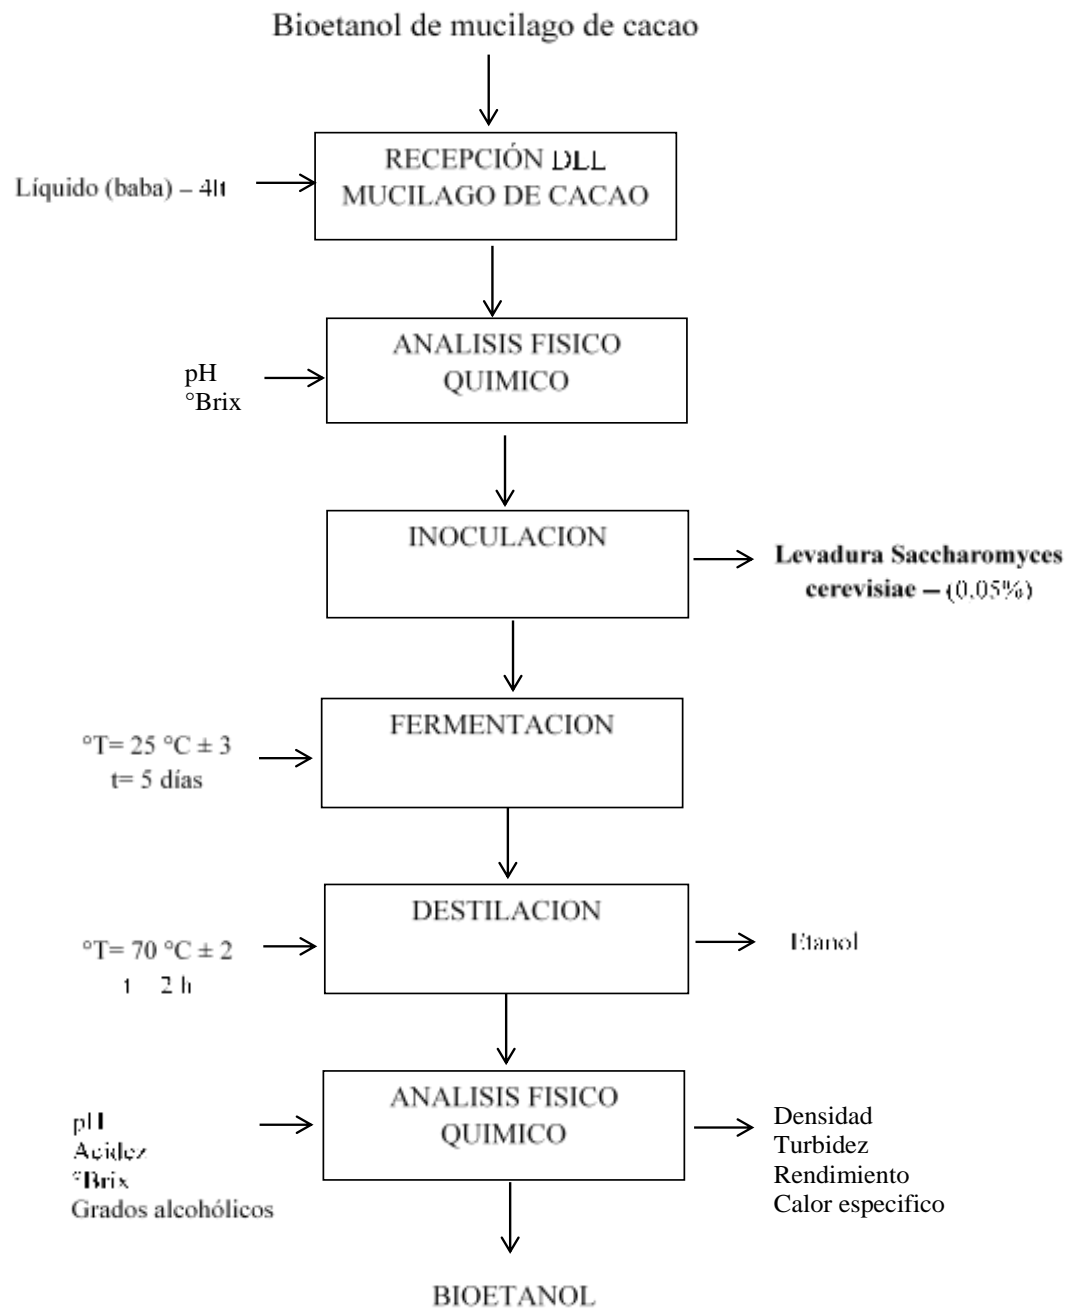 Bioetanol de mucilago de cacao
RECEPCIÓN DLL
MUCILAGO DE CACAO
Líquido (baba) – 4lt
ANALISIS FISICO
QUIMICO
pH
°Brix
INOCULACION
Levadura Saccharomyces
cerevisiae – (0,05%)
FERMENTACION
°T= 25 °C ± 3
t= 5 días
DESTILACION
°T= 70 °C ± 2
t 2 h
Etanol
ANALISIS FISICO
QUIMICO
pH
Acidez
°Brix
Grados alcohólicos
Densidad
Turbidez
Rendimiento
Calor especifico
BIOETANOL